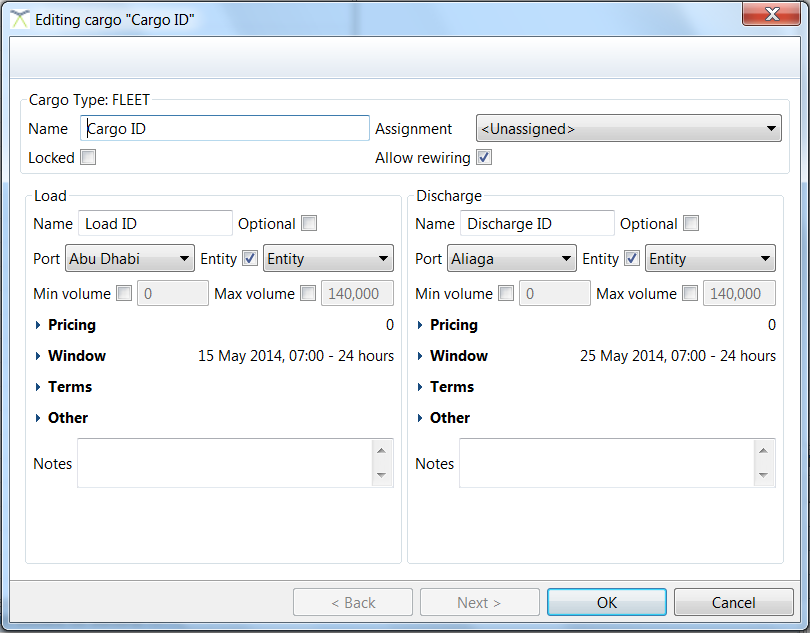 Editing cargo "Cargo ID"
Cargo Type: FLEET
Name Cargo ID Assignment <Unassigned>
Locked Allow rewiring
Load
Name Load ID Optional
Port Abu Dhabi Entity Entity
Min volume 0 Max volume 140,000
Pricing 0
Window 15 May 2014, 07:00 - 24 hours
Terms
Other
Notes
Discharge
Name Discharge ID Optional
Port Aliaga Entity Entity
Min volume 0 Max volume 140,000
Pricing 0
Window 25 May 2014, 07:00 - 24 hours
Terms
Other
Notes
< Back Next > OK Cancel